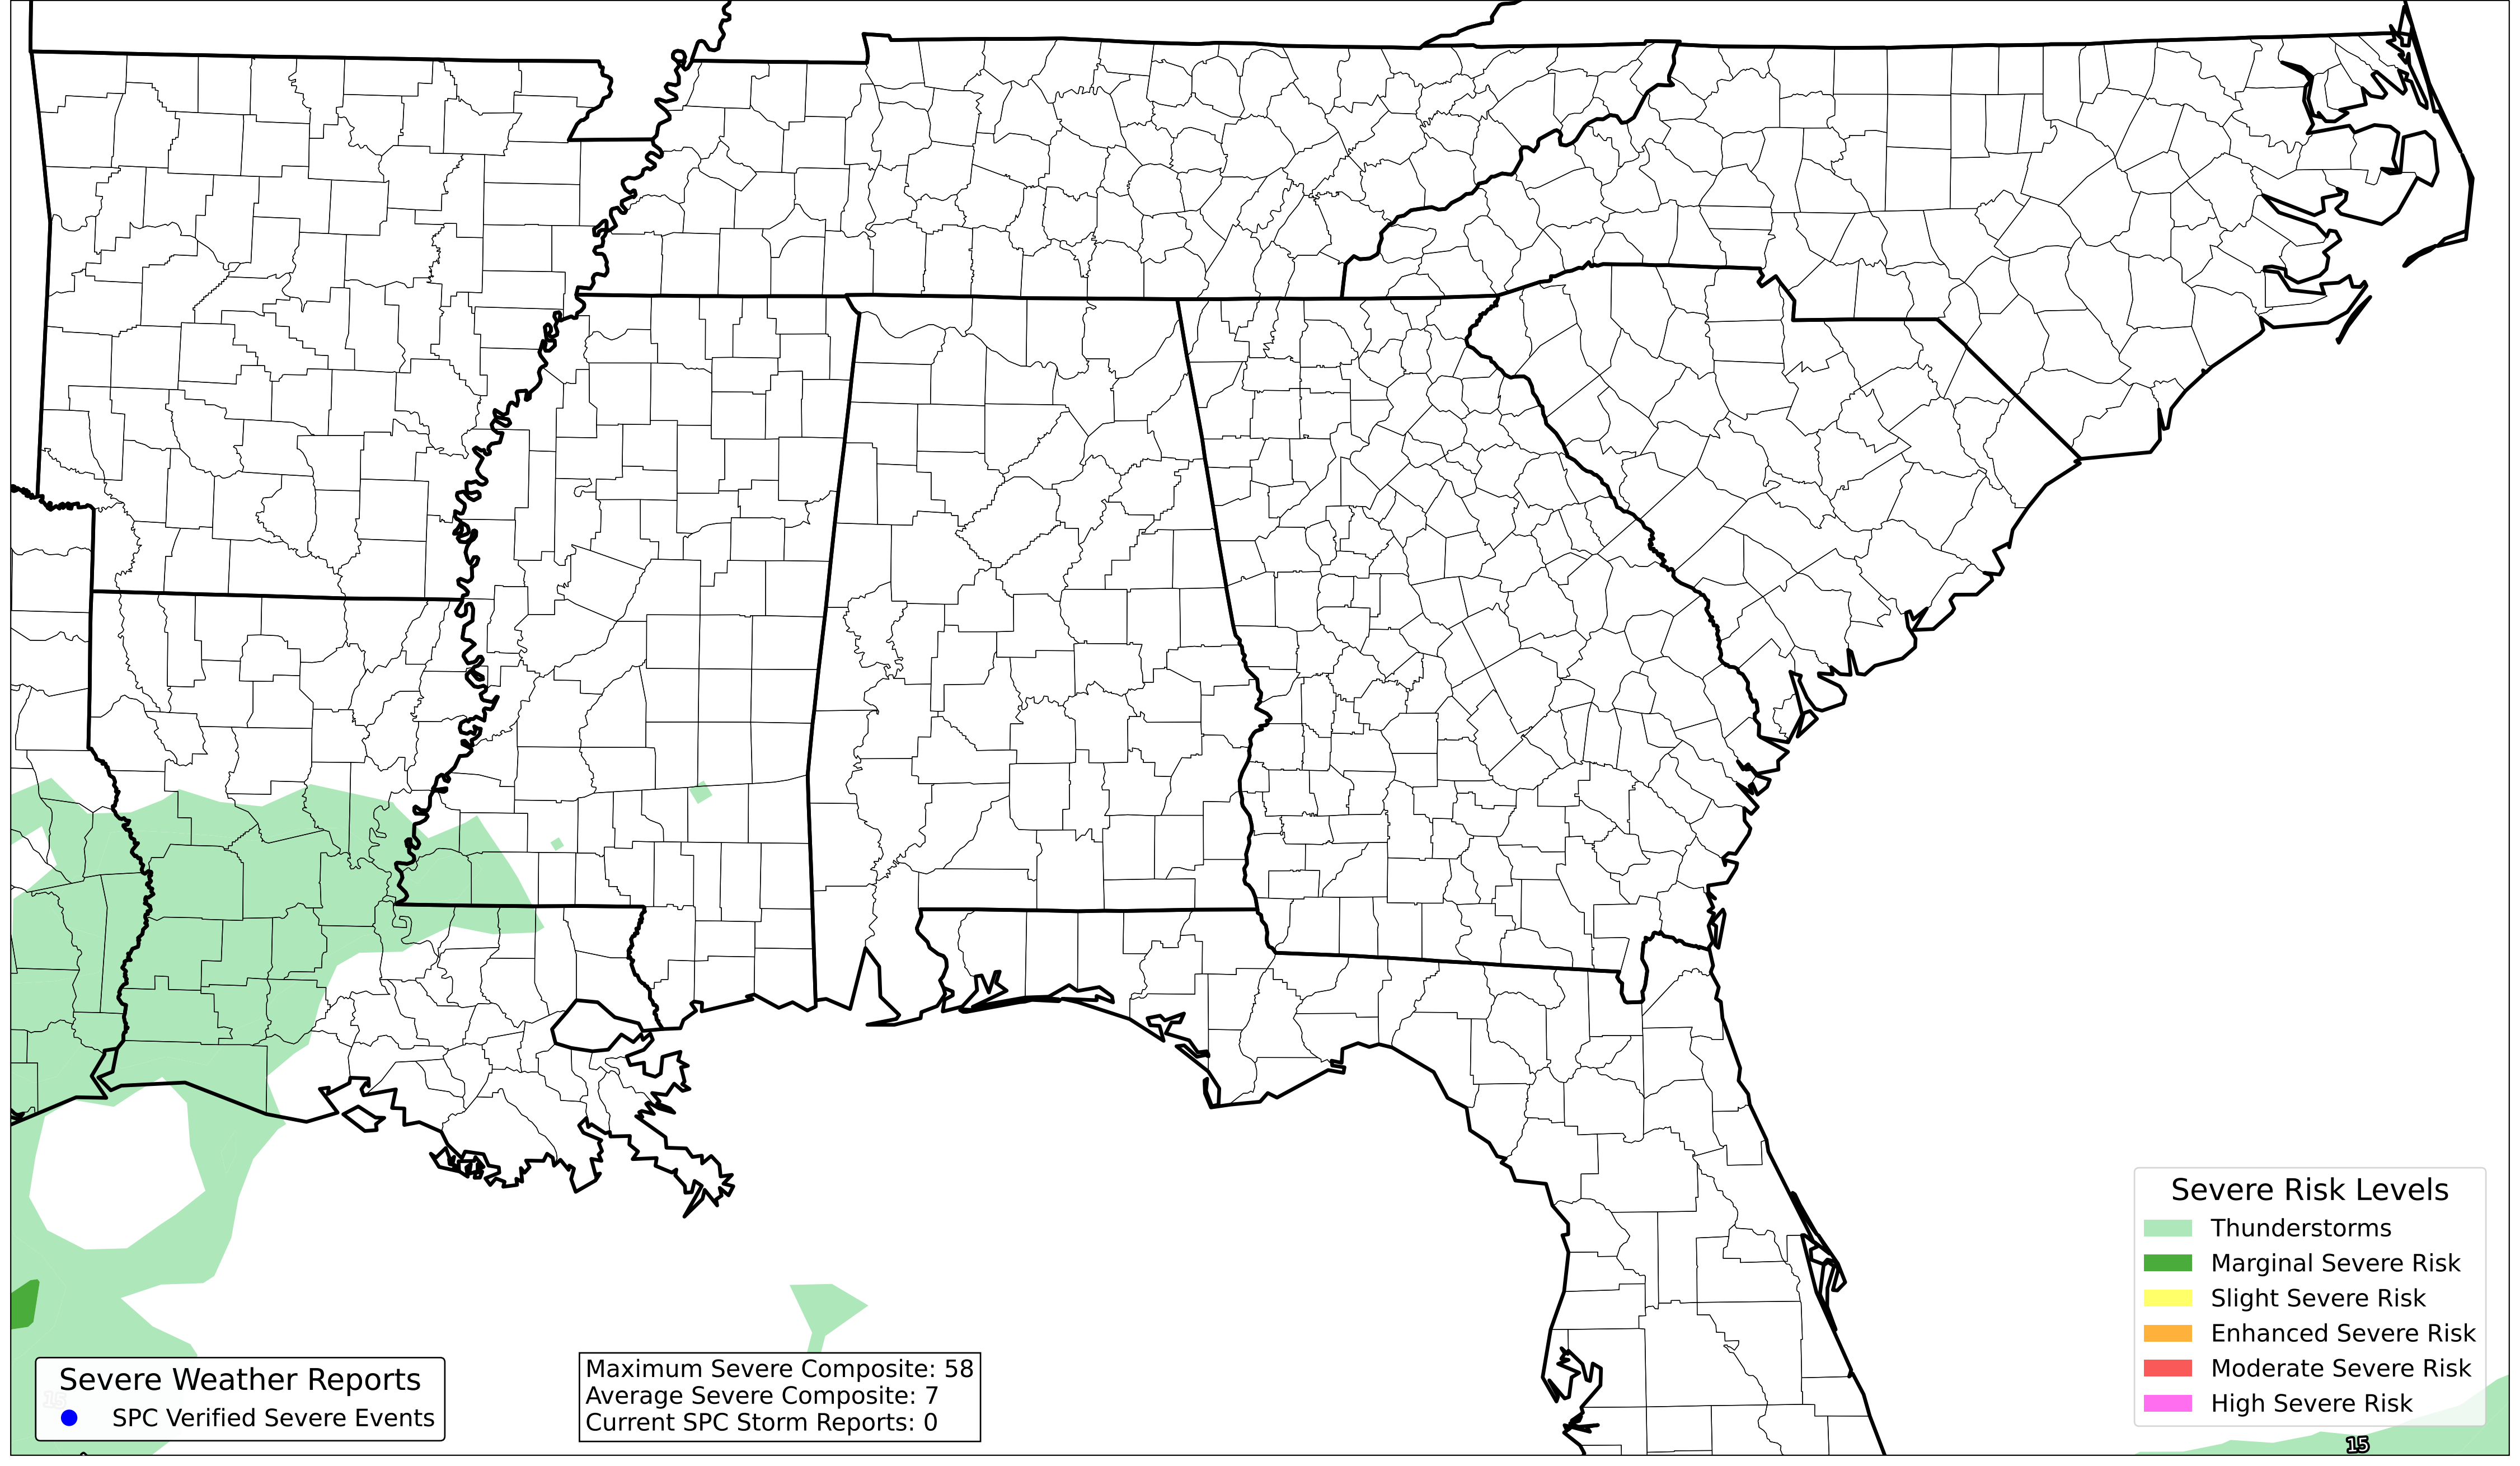 Severe Risk Levels
Thunderstorms
Marginal Severe Risk
Slight Severe Risk
Enhanced Severe Risk
Moderate Severe Risk
High Severe Risk
Severe Weather Reports
SPC Verified Severe Events
Maximum Severe Composite: 58
Average Severe Composite: 7
Current SPC Storm Reports: 0
15
15